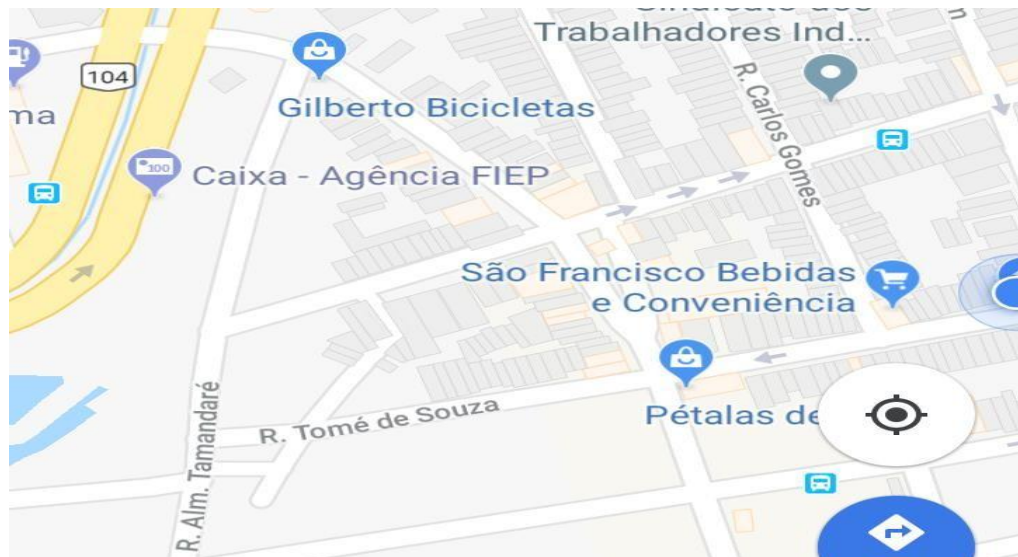 Trabalhadores Ind...
104
Gilberto Bicicletas
ma
R. Carlos Gomes
100
Caixa - Agência FIEP
São Francisco Bebidas
e Conveniência
Pétalas de
R. Tomé de Souza
R. Alm. Tamandaré